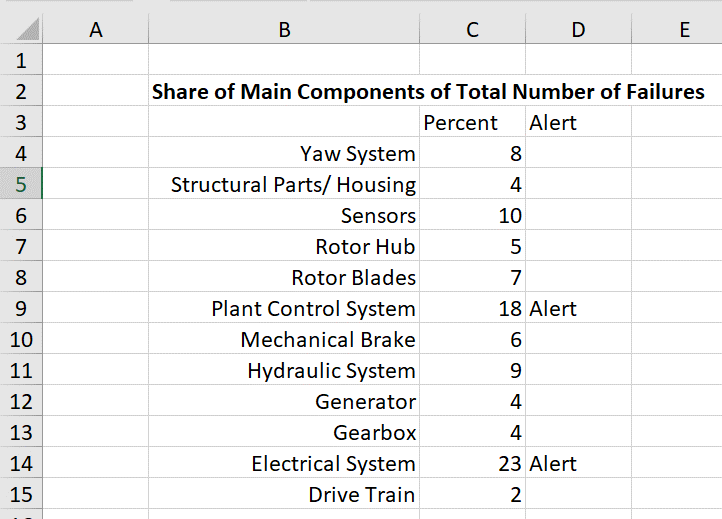 A B C D E
1
2 Share of Main Components of Total Number of Failures
3 Percent Alert
4 Yaw System 8
5 Structural Parts/ Housing 4
6 Sensors 10
7 Rotor Hub 5
8 Rotor Blades 7
9 Plant Control System 18 Alert
10 Mechanical Brake 6
11 Hydraulic System 9
12 Generator 4
13 Gearbox 4
14 Electrical System 23 Alert
15 Drive Train 2